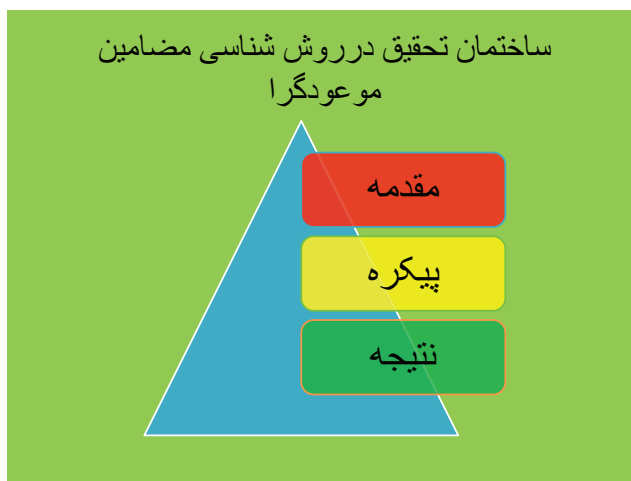 ساختمان تحقیق درروش شناسی مضامین
موعودگرا
مقدمه
پیکره
نتیجه